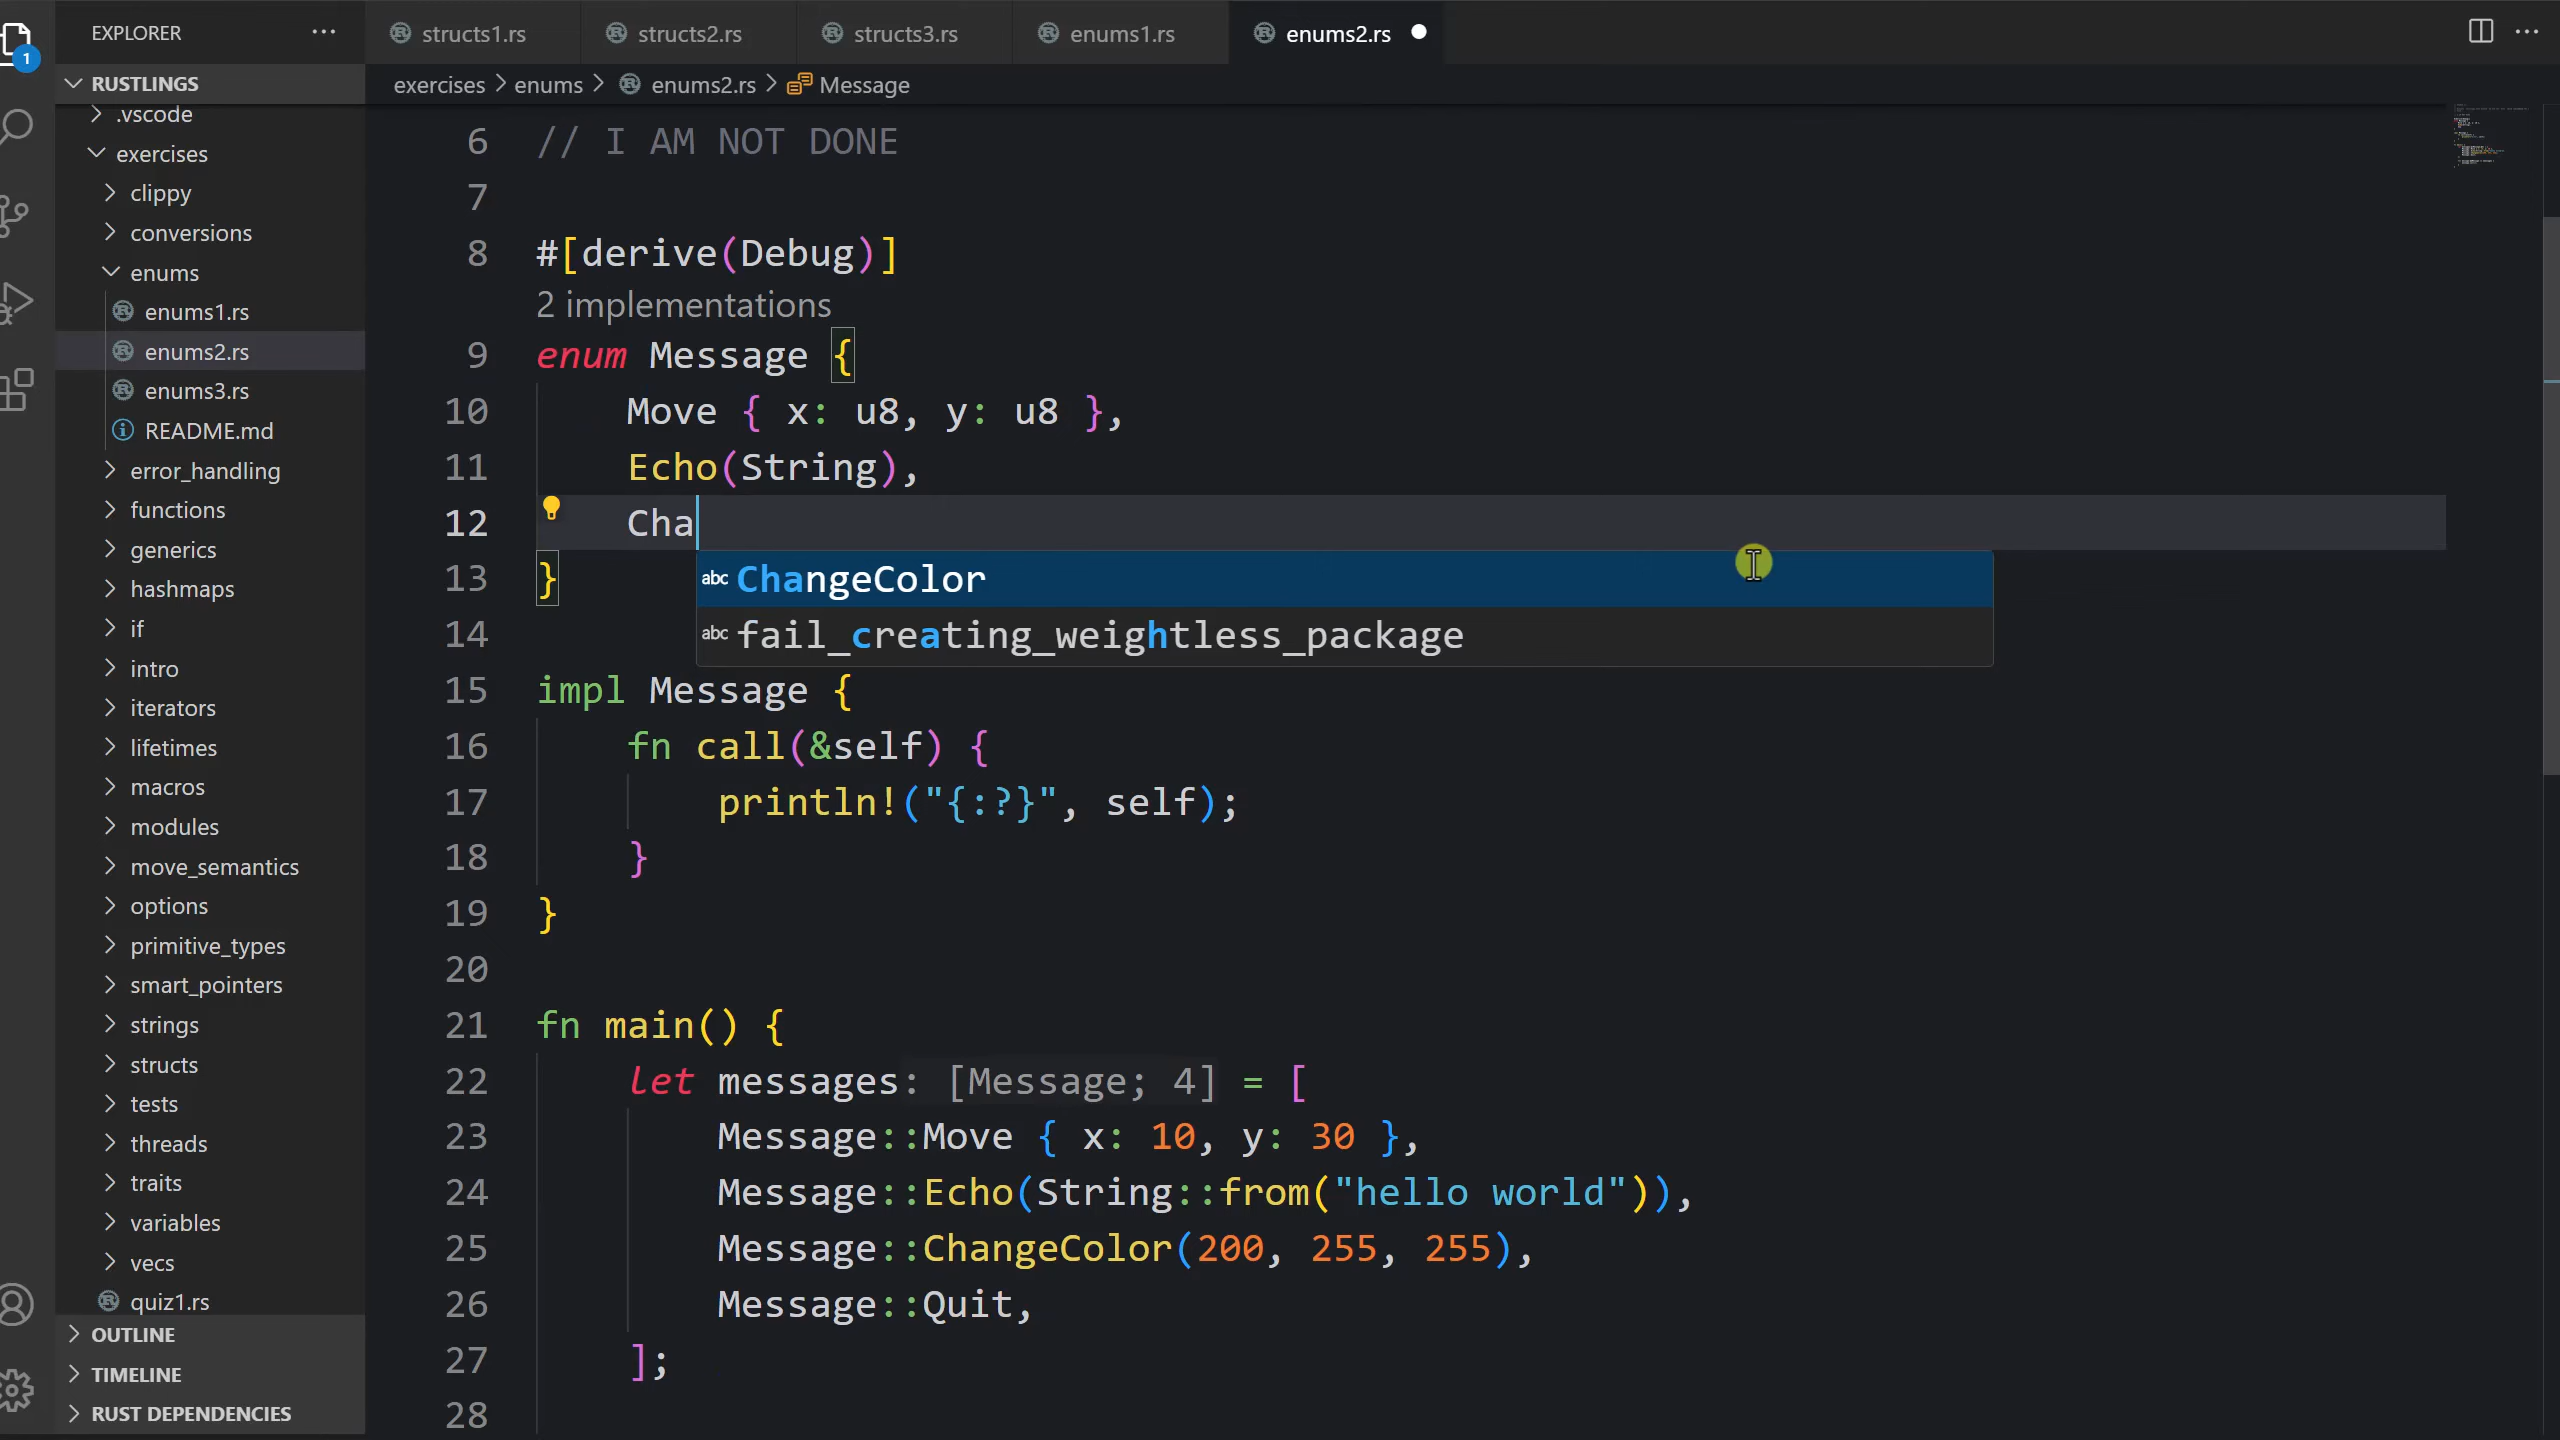 EXPLORER
structs1.rs
structs2.rs
structs3.rs
enums1.rs
enums2.rs
1
RUSTLINGS
exercises > enums > enums2.rs > Message
.vscode
exercises
clippy
conversions
enums
enums1.rs
enums2.rs
enums3.rs
README.md
error_handling
functions
generics
hashmaps
if
intro
iterators
lifetimes
macros
modules
move_semantics
options
primitive_types
smart_pointers
strings
structs
tests
threads
traits
variables
vecs
quiz1.rs
OUTLINE
TIMELINE
RUST DEPENDENCIES
6 // I AM NOT DONE
7
8 #[derive(Debug)]
2 implementations
9 enum Message {
10 Move { x: u8, y: u8 },
11 Echo(String),
12 Cha
ChangeColor
fail_creating_weightless_package
13 }
14
15 impl Message {
16 fn call(&self) {
17 println!("{:?}", self);
18 }
19 }
20
21 fn main() {
22 let messages: [Message; 4] = [
23 Message::Move { x: 10, y: 30 },
24 Message::Echo(String::from("hello world")),
25 Message::ChangeColor(200, 255, 255),
26 Message::Quit,
27 ];
28